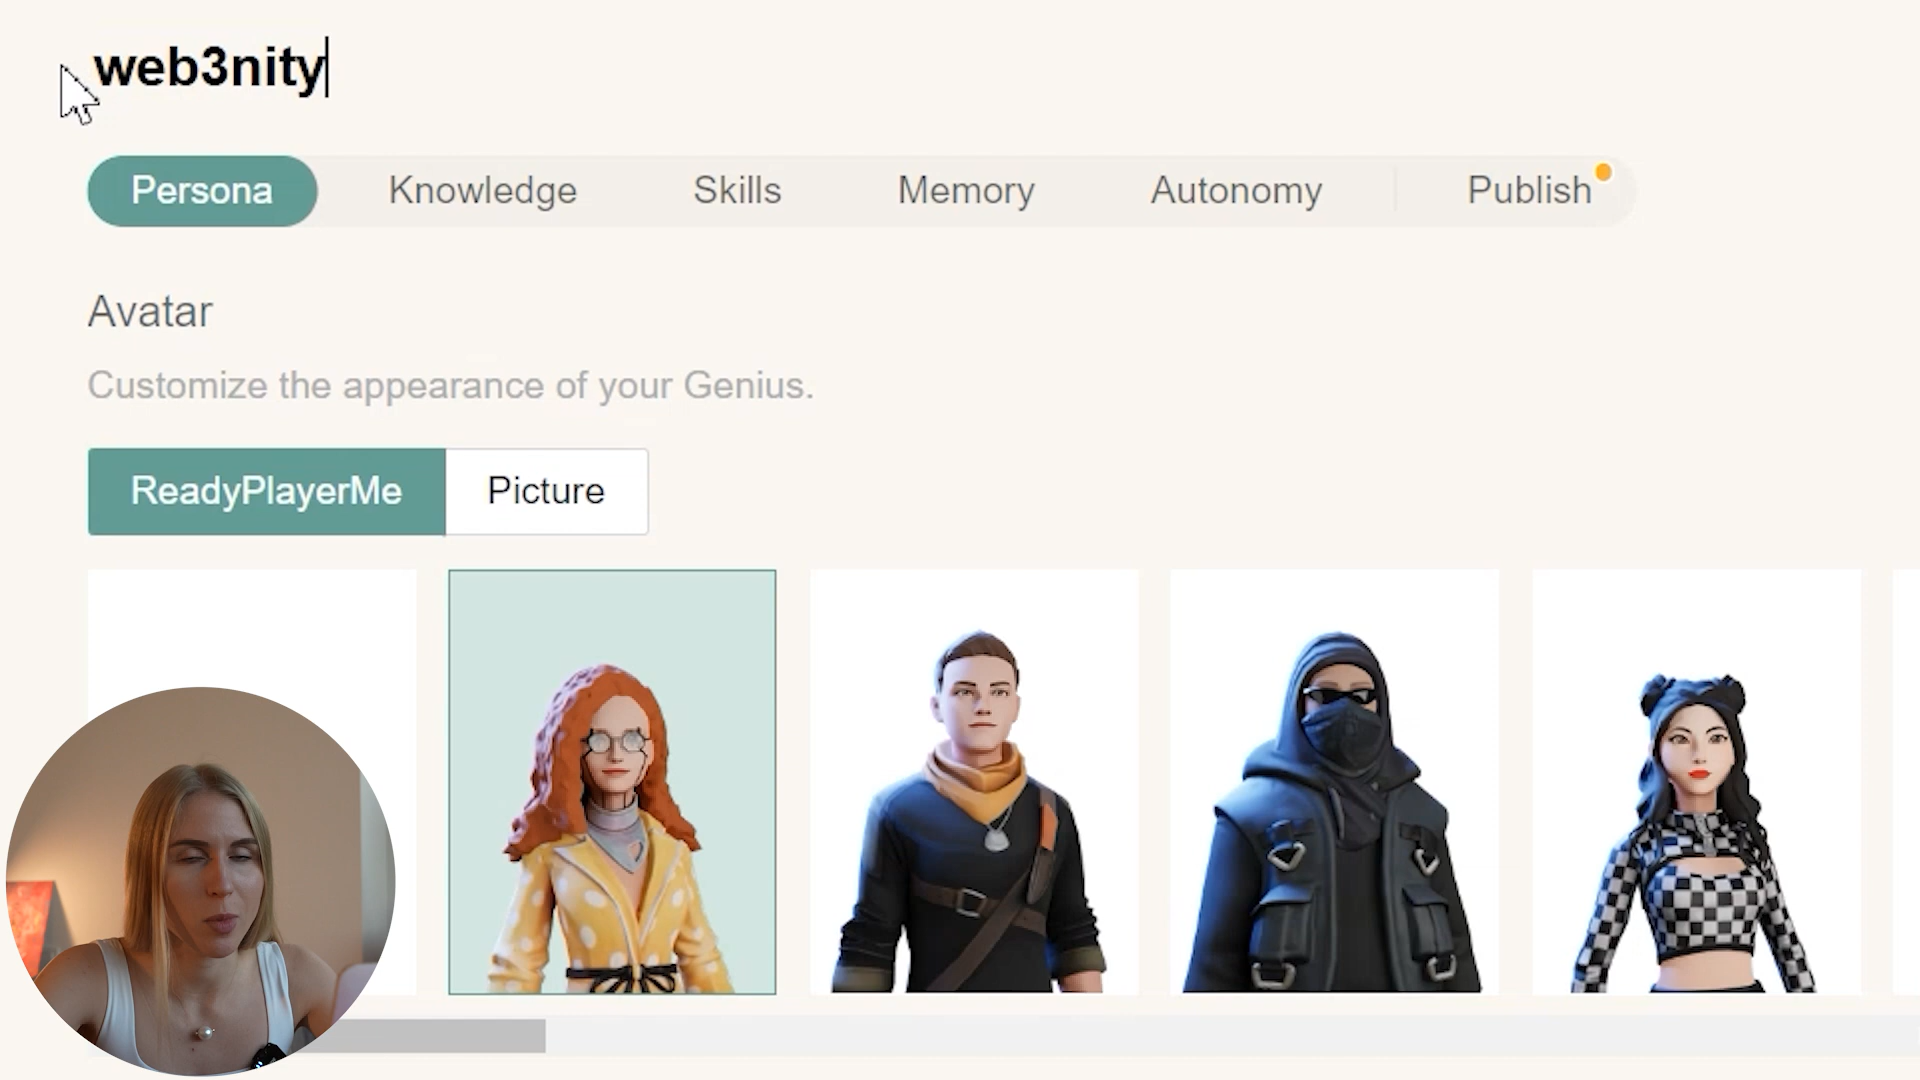 web3nity
Persona Knowledge Skills Memory Autonomy Publish
Avatar
Customize the appearance of your Genius.
ReadyPlayerMe Picture